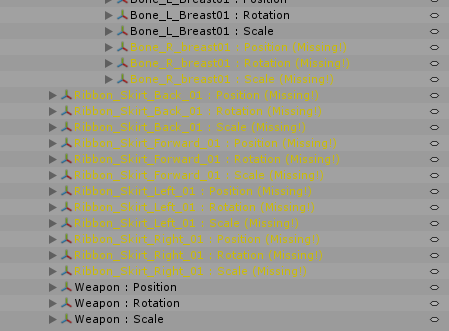 Bone_L_Breast01 : Position
Bone_L_Breast01 : Rotation
Bone_L_Breast01 : Scale
Bone_R_breast01 : Position (Missing!)
Bone_R_breast01 : Rotation (Missing!)
Bone_R_breast01 : Scale (Missing!)
Ribbon_Skirt_Back_01 : Position (Missing!)
Ribbon_Skirt_Back_01 : Rotation (Missing!)
Ribbon_Skirt_Back_01 : Scale (Missing!)
Ribbon_Skirt_Forward_01 : Position (Missing!)
Ribbon_Skirt_Forward_01 : Rotation (Missing!)
Ribbon_Skirt_Forward_01 : Scale (Missing!)
Ribbon_Skirt_Left_01 : Position (Missing!)
Ribbon_Skirt_Left_01 : Rotation (Missing!)
Ribbon_Skirt_Left_01 : Scale (Missing!)
Ribbon_Skirt_Right_01 : Position (Missing!)
Ribbon_Skirt_Right_01 : Rotation (Missing!)
Ribbon_Skirt_Right_01 : Scale (Missing!)
Weapon : Position
Weapon : Rotation
Weapon : Scale